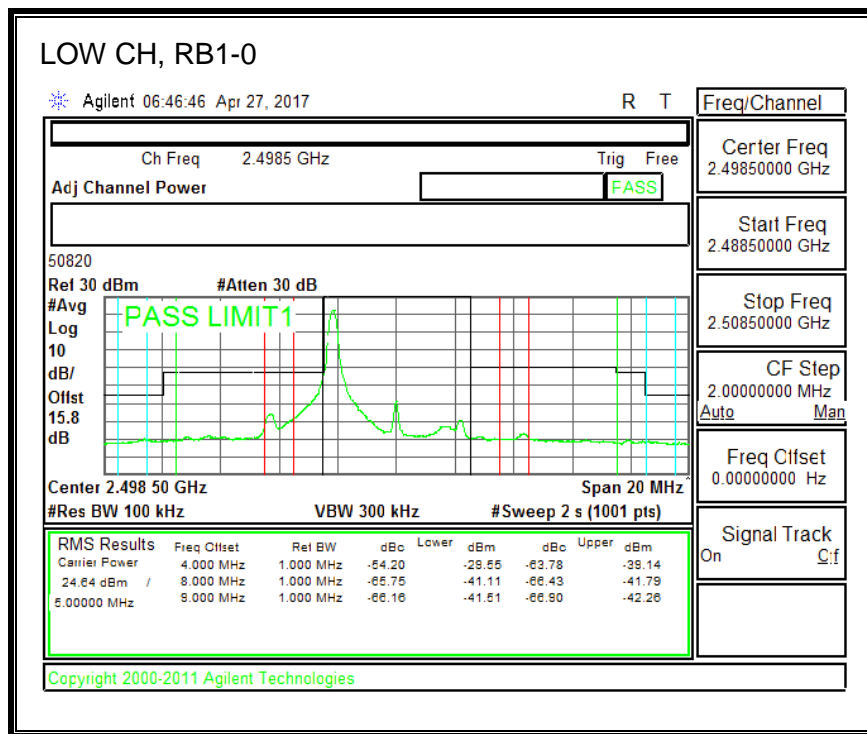 LOW CH, RB1-0
Agilent 06:46:46 Apr 27, 2017 R T
Freq/Channel
Ch Freq 2.4985 GHz Trig Free
Adj Channel Power PASS
Center Freq
2.49850000 GHz
Start Freq
2.48850000 GHz
Stop Freq
2.50850000 GHz
CF Step
2.00000000 MHz
Auto Man
Freq Offset
0.00000000 Hz
Signal Track
On Off
50820
Ref 30 dBm #Atten 30 dB
#Avg
Log
10
dB/
Offst
15.8
dB
PASS LIMIT1
Center 2.498 50 GHz Span 20 MHz
#Res BW 100 kHz VBW 300 kHz #Sweep 2 s (1001 pts)
RMS Results Freq Offset Ref BW dBc Lower dBm dBc Upper dBm
Carrier Power 4.000 MHz 1.000 MHz -54.20 -29.55 -63.78 -39.14
24.64 dBm / 8.000 MHz 1.000 MHz -65.75 -41.11 -66.43 -41.79
5.00000 MHz 9.000 MHz 1.000 MHz -66.16 -41.51 -66.90 -42.26
Copyright 2000-2011 Agilent Technologies